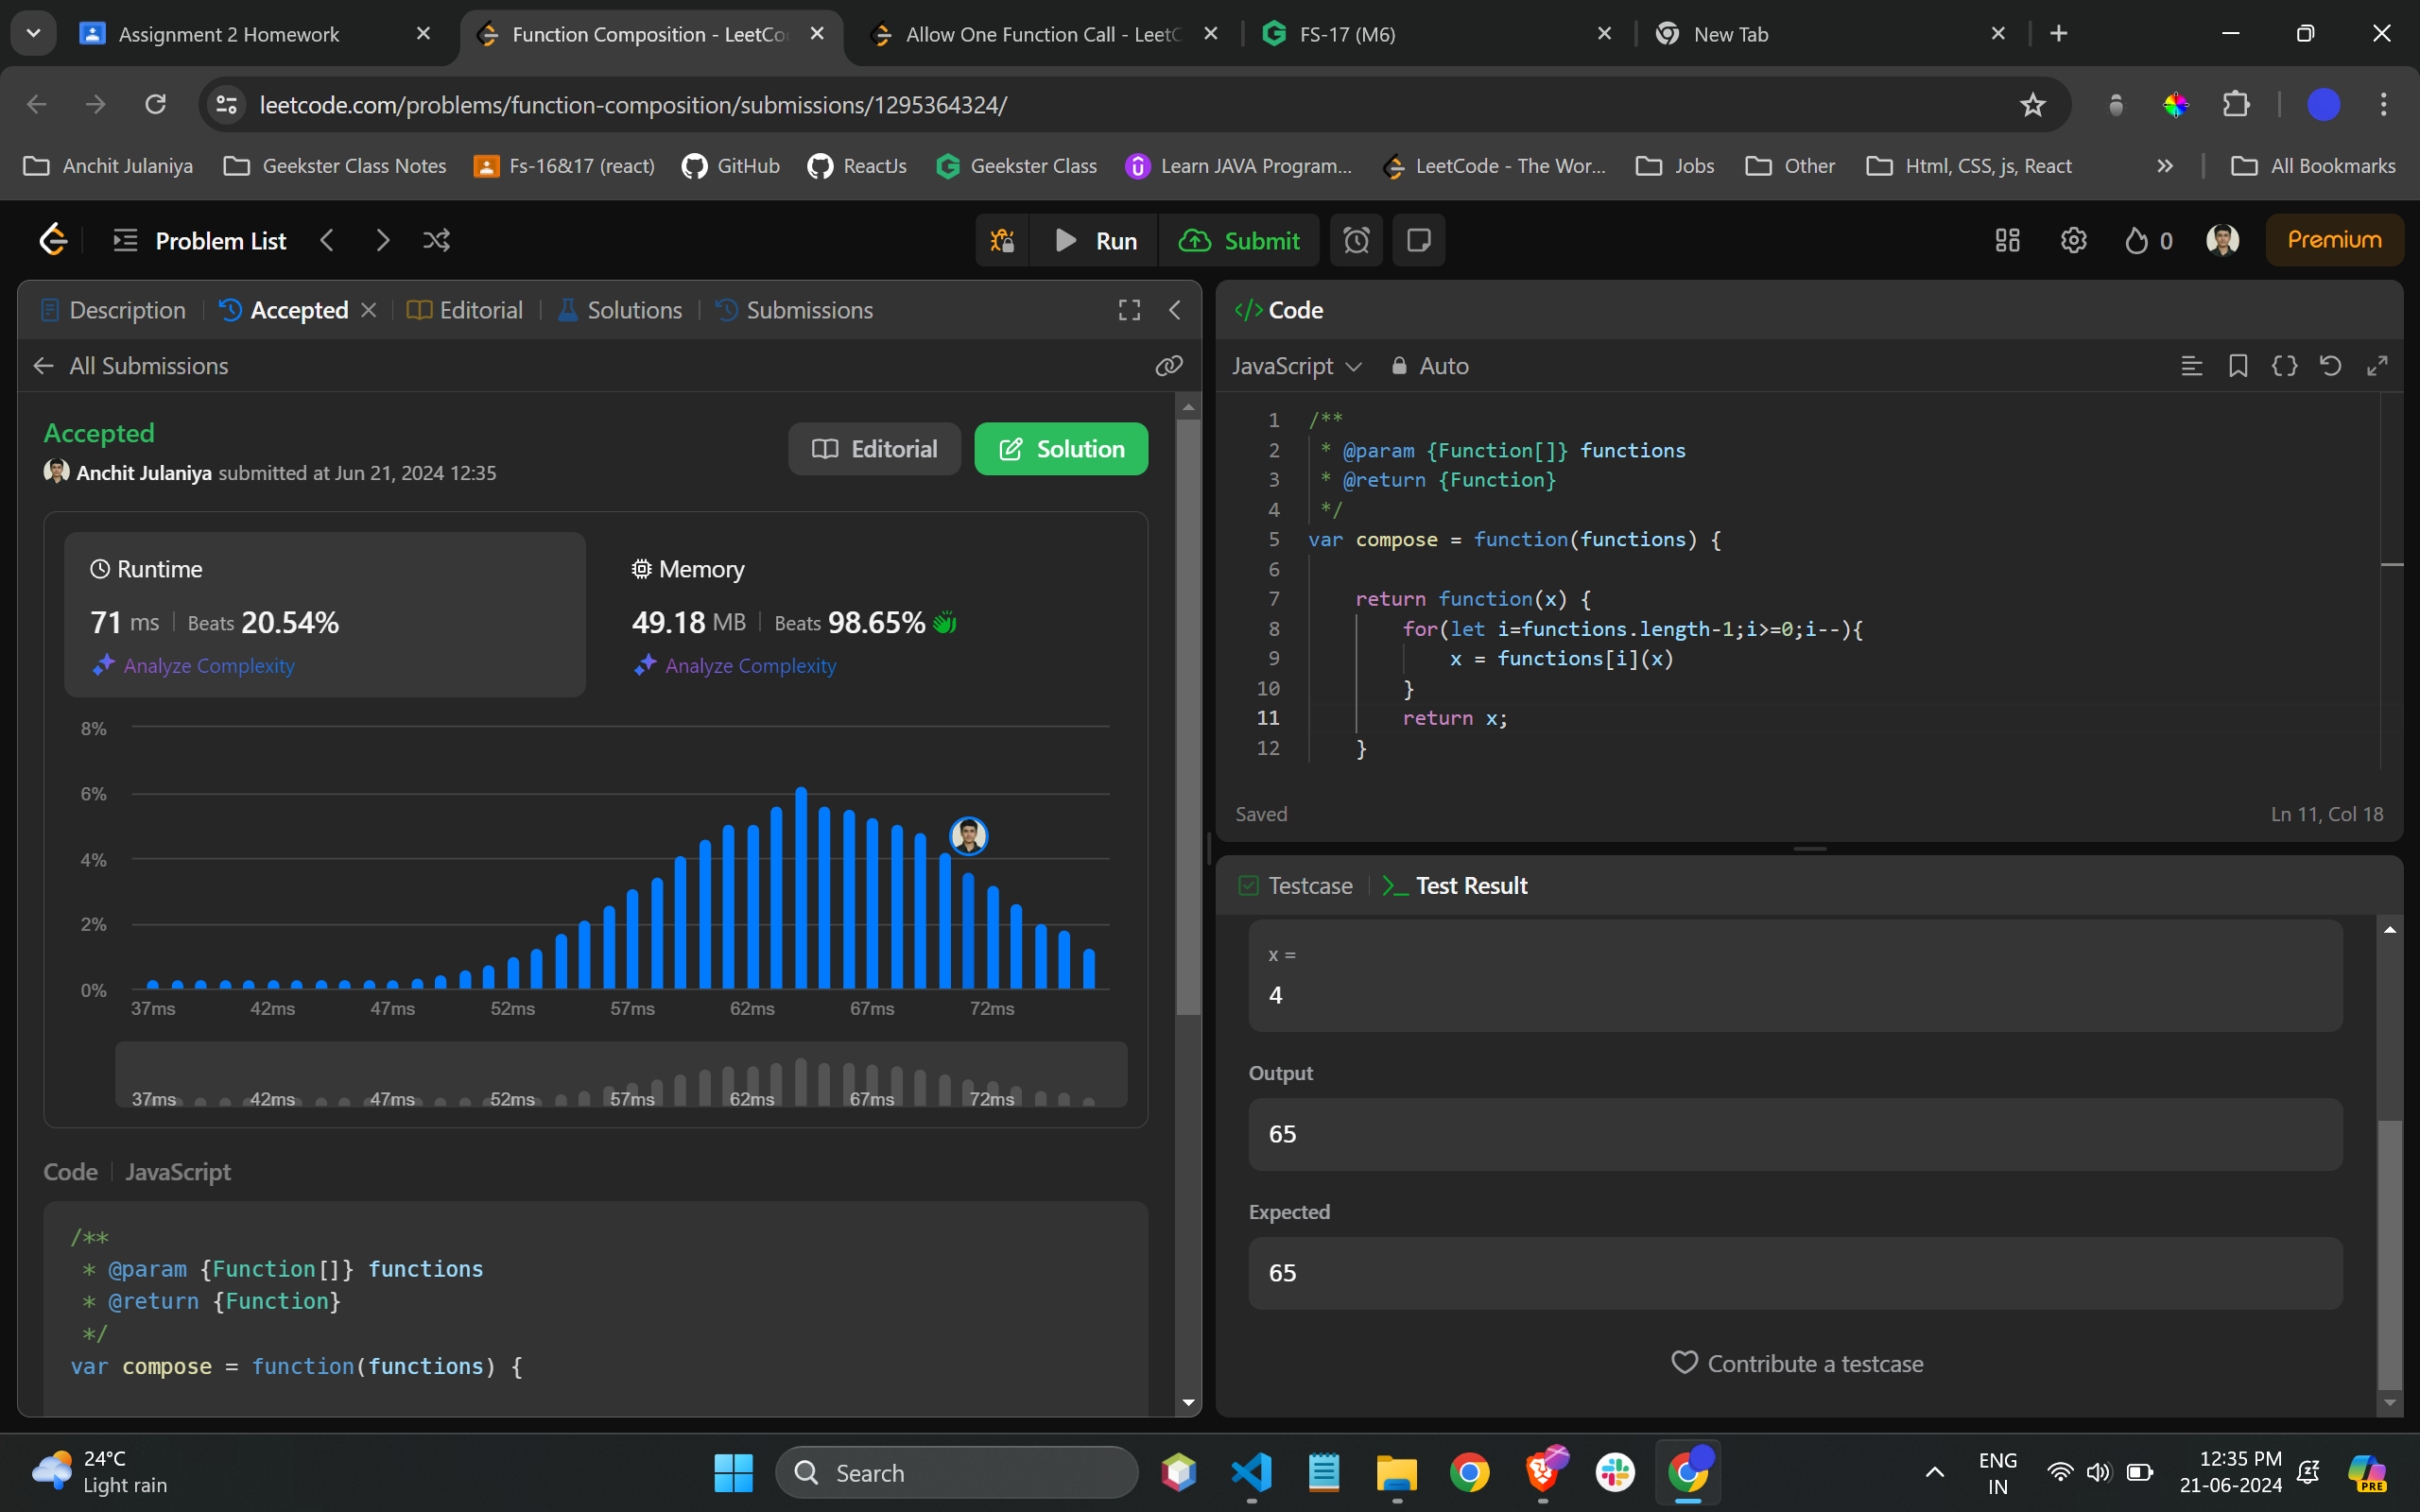 Assignment 2 Homework
Function Composition - LeetCo
Allow One Function Call - LeetC
FS-17 (M6)
New Tab
leetcode.com/problems/function-composition/submissions/1295364324/
Anchit Julaniya
Geekster Class Notes
Fs-16&17 (react)
GitHub
ReactJs
Geekster Class
Learn JAVA Program...
LeetCode - The Wor...
Jobs
Other
Html, CSS, js, React
All Bookmarks
Problem List
Run
Submit
0
Premium
Description
Accepted
Editorial
Solutions
Submissions
All Submissions
Accepted
Anchit Julaniya submitted at Jun 21, 2024 12:35
Editorial
Solution
Runtime
71 ms
Beats 20.54%
Analyze Complexity
Memory
49.18 MB
Beats 98.65%
Analyze Complexity
8%
6%
4%
2%
0%
37ms 42ms 47ms 52ms 57ms 62ms 67ms 72ms
37ms 42ms 47ms 52ms 57ms 62ms 67ms 72ms
Code
JavaScript
/**
 * @param {Function[]} functions
 * @return {Function}
 */
var compose = function(functions) {
</> Code
JavaScript
Auto
1 /**
2  * @param {Function[]} functions
3  * @return {Function}
4  */
5 var compose = function(functions) {
6
7     return function(x) {
8         for(let i=functions.length-1;i>=0;i--){
9             x = functions[i](x)
10         }
11         return x;
12     }
Saved
Ln 11, Col 18
Testcase
Test Result
x =
4
Output
65
Expected
65
Contribute a testcase
24°C
Light rain
Search
ENG
IN
12:35 PM
21-06-2024
PRE